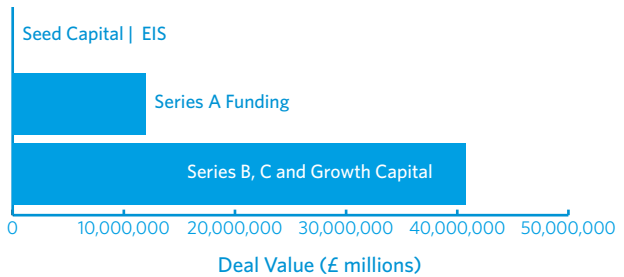 Seed Capital | EIS
Series A Funding
Series B, C and Growth Capital
0 10,000,000 20,000,000 30,000,000 40,000,000 50,000,000
Deal Value (£ millions)